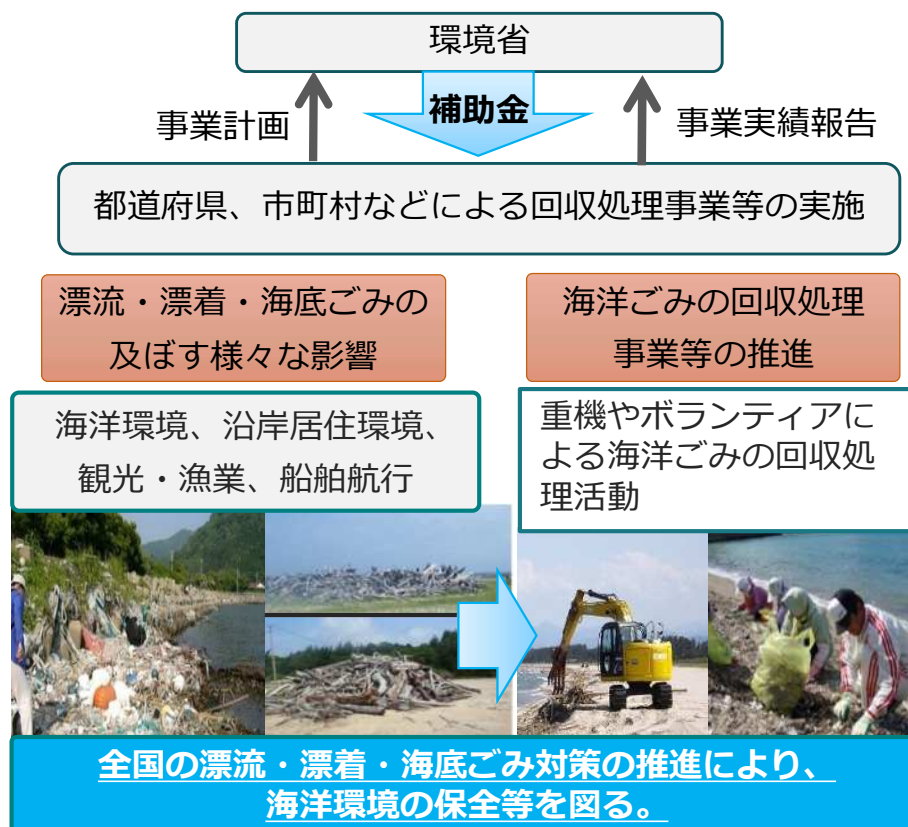 環境省
補助金
事業計画
事業実績報告
都道府県、市町村などによる回収処理事業等の実施
漂流・漂着・海底ごみの
及ぼす様々な影響
海洋環境、沿岸居住環境、
観光・漁業、船舶航行
海洋ごみの回収処理
事業等の推進
重機やボランティアに
よる海洋ごみの回収処
理活動
全国の漂流・漂着・海底ごみ対策の推進により、
海洋環境の保全等を図る。